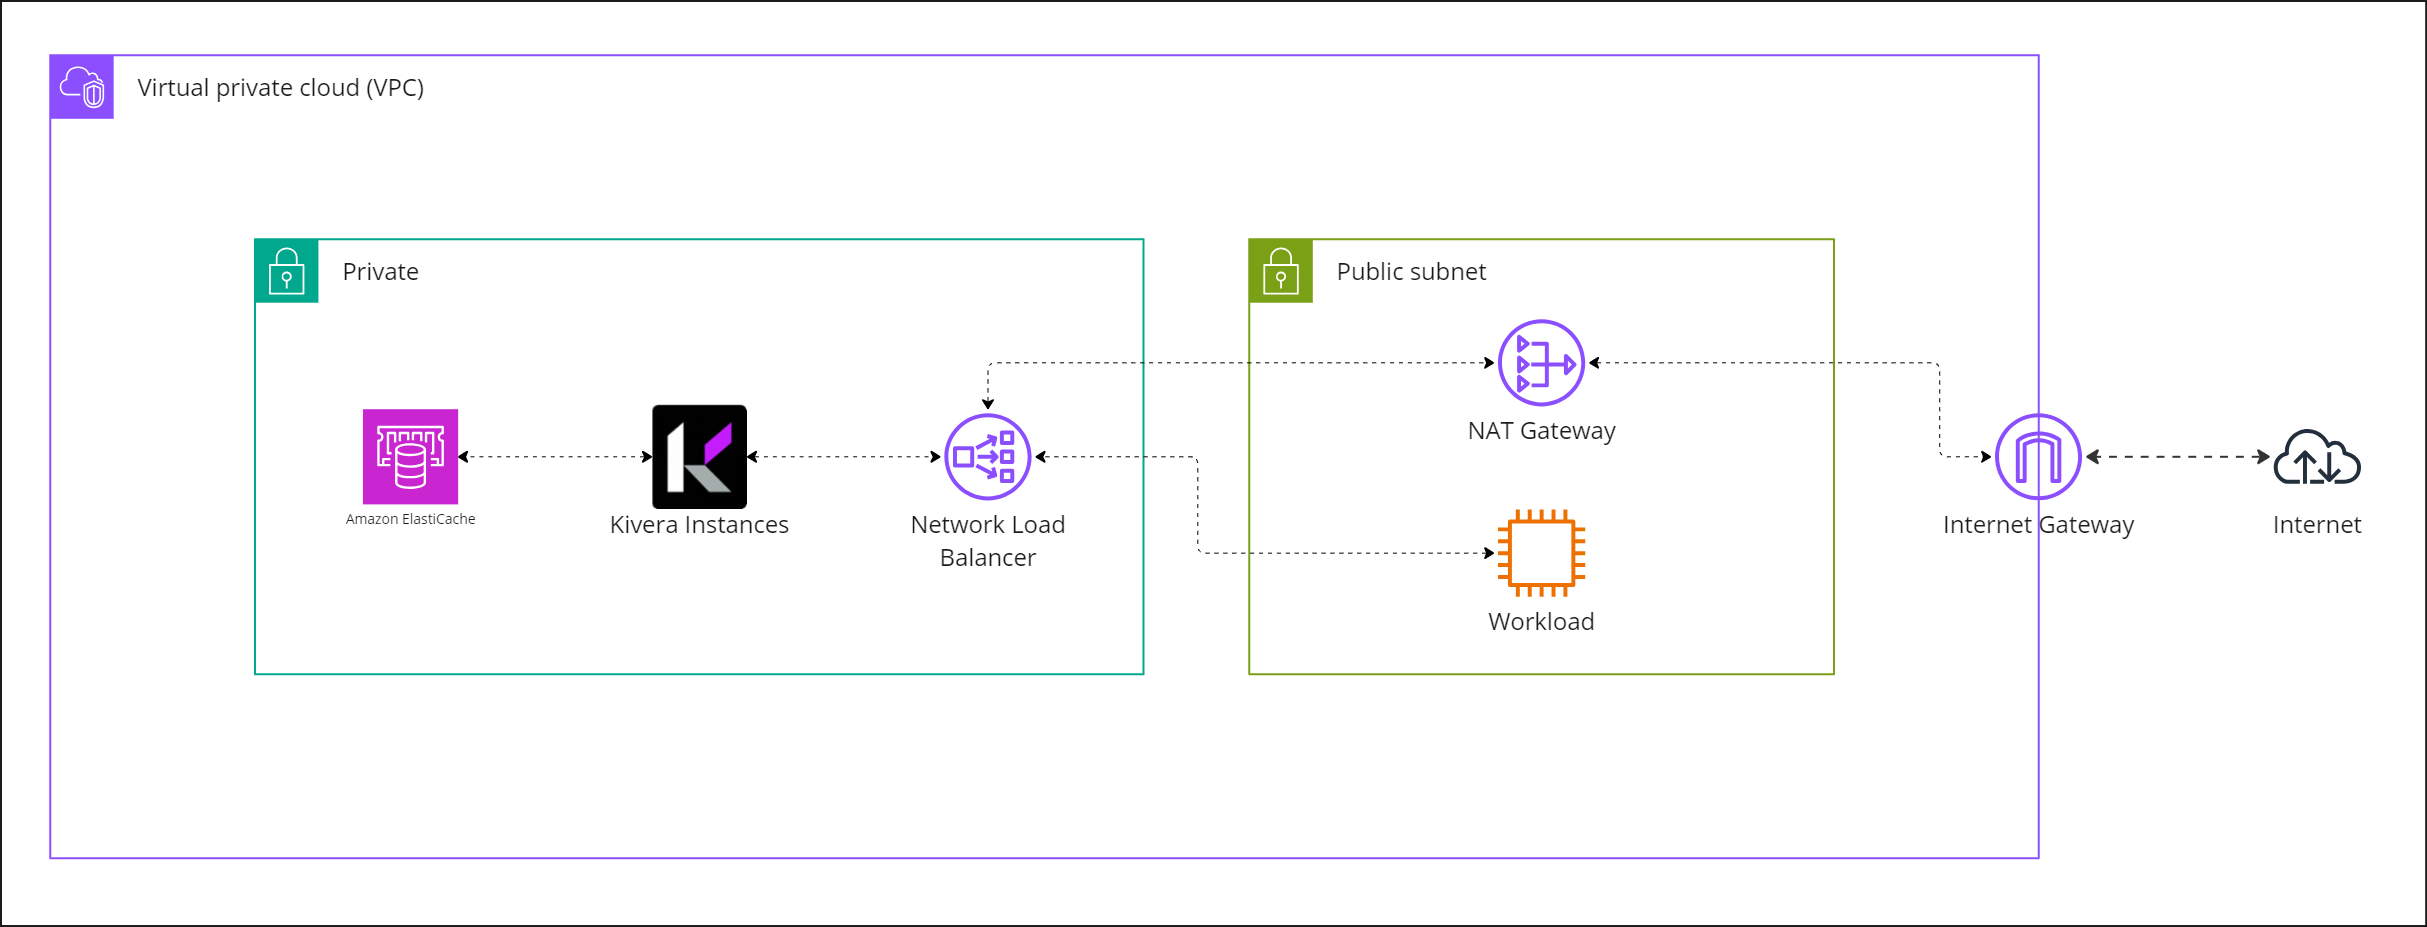 Virtual private cloud (VPC)
Private
Public subnet
NAT Gateway
Amazon ElastiCache
Kivera Instances
Network Load
Balancer
Internet Gateway
Internet
Workload